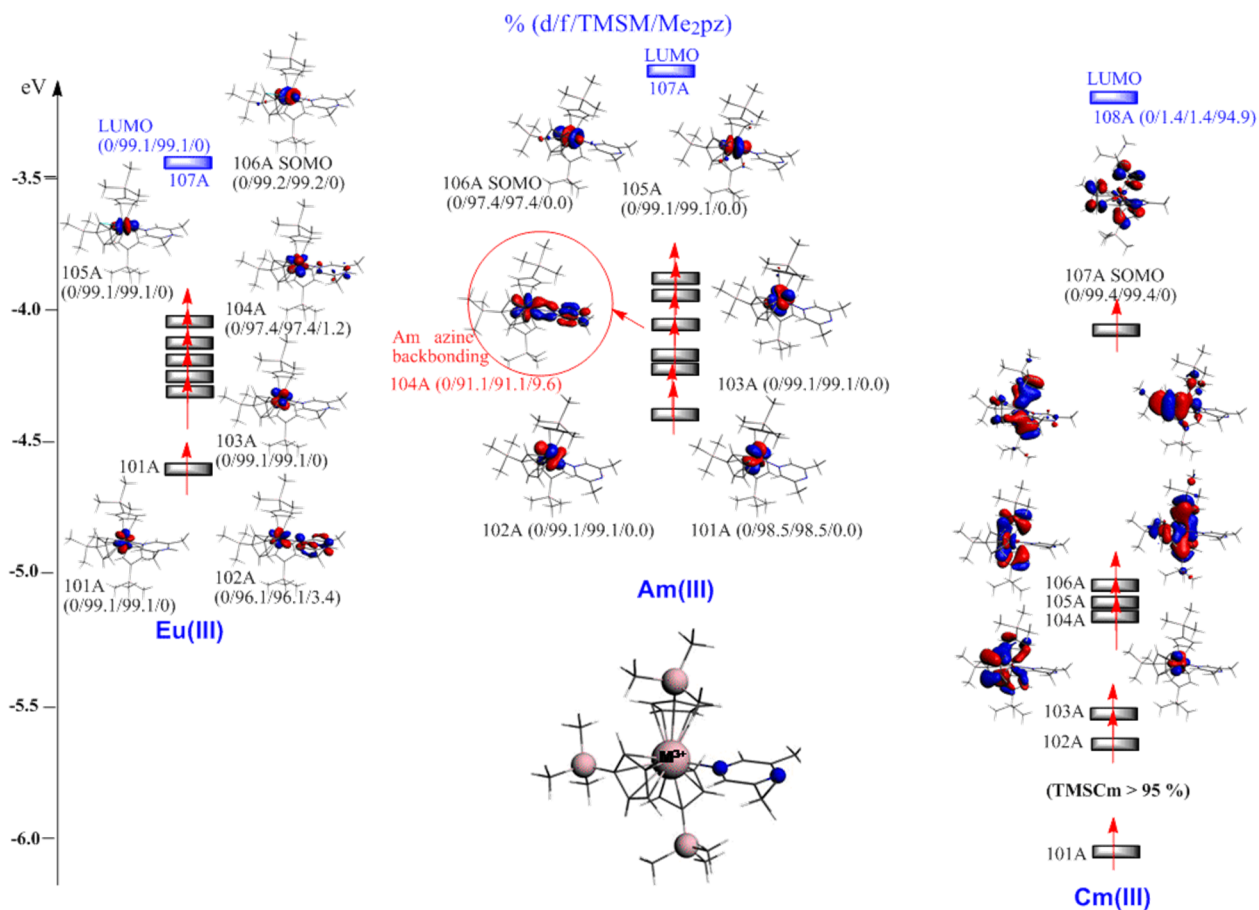 % (d/f/TMSM/Me₂pz)
eV
-3.5
-4.0
-4.5
-5.0
-5.5
-6.0
LUMO
(0/99.1/99.1/0)
107A
106A SOMO
(0/99.2/99.2/0)
105A
(0/99.1/99.1/0)
104A
(0/97.4/97.4/1.2)
103A
(0/99.1/99.1/0)
101A
101A
(0/99.1/99.1/0)
102A
(0/96.1/96.1/3.4)
Eu(III)
LUMO
107A
106A SOMO
(0/97.4/97.4/0.0)
105A
(0/99.1/99.1/0.0)
Am azine
backbonding
104A (0/91.1/91.1/9.6)
103A (0/99.1/99.1/0.0)
102A (0/99.1/99.1/0.0)
101A (0/98.5/98.5/0.0)
Am(III)
M³⁺
LUMO
108A (0/1.4/1.4/94.9)
107A SOMO
(0/99.4/99.4/0)
106A
105A
104A
103A
102A
(TMSCm > 95 %)
101A
Cm(III)